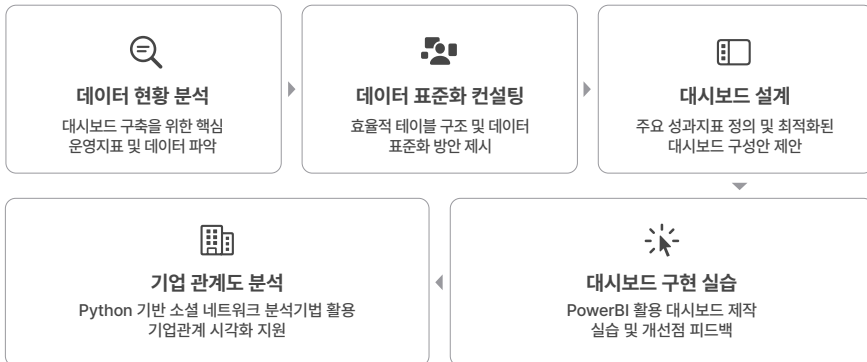 데이터 현황 분석
대시보드 구축을 위한 핵심
운영지표 및 데이터 파악
데이터 표준화 컨설팅
효율적 테이블 구조 및 데이터
표준화 방안 제시
대시보드 설계
주요 성과지표 정의 및 최적화된
대시보드 구성안 제안
대시보드 구현 실습
PowerBI 활용 대시보드 제작
실습 및 개선점 피드백
기업 관계도 분석
Python 기반 소셜 네트워크 분석기법 활용
기업관계 시각화 지원